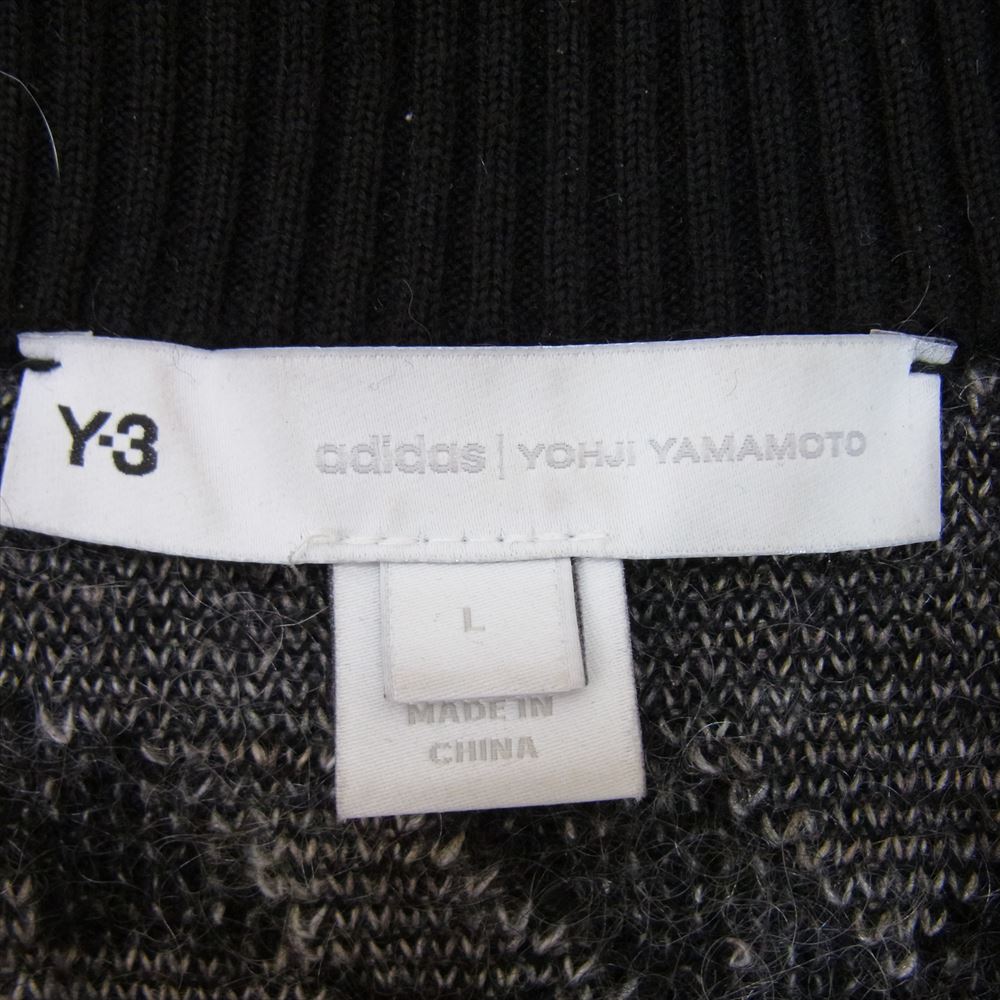 Y-3 adidas | YOHJI YAMAMOTO
L
MADE IN
CHINA